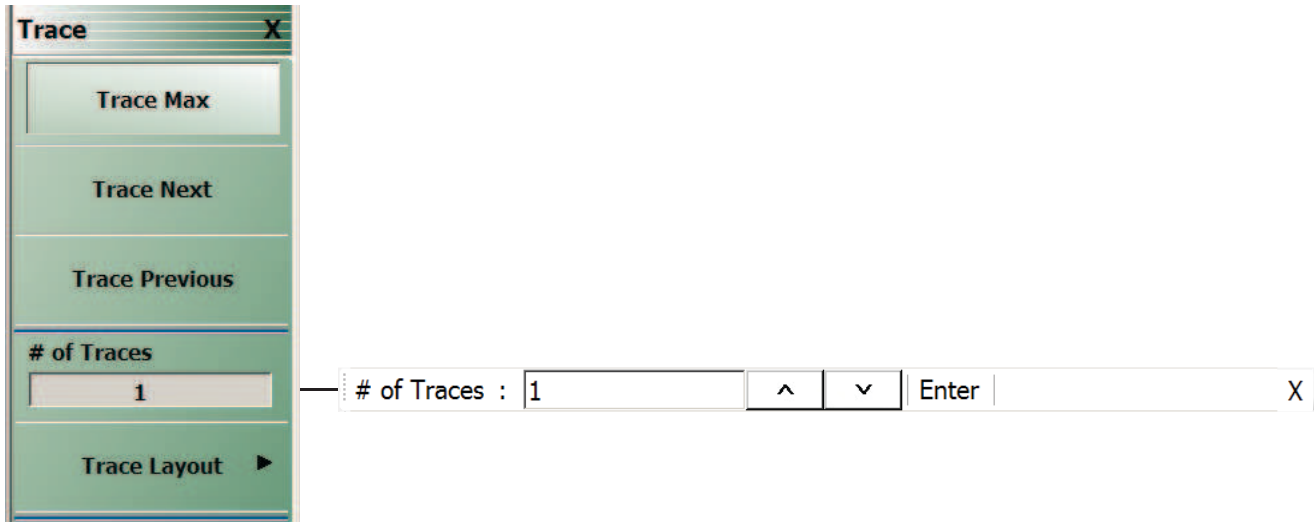 Trace X
Trace Max
Trace Next
Trace Previous
# of Traces
1
# of Traces : 1 ^ v Enter X
Trace Layout ►